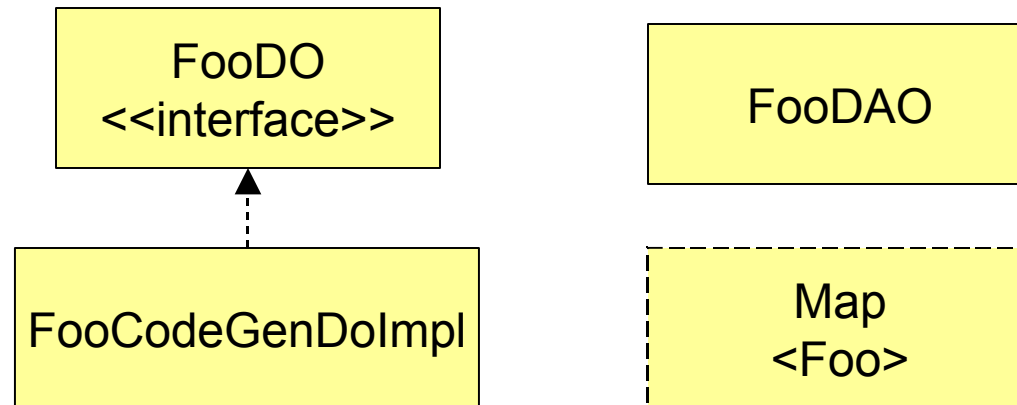 FooDO
<<interface>>
FooDAO
FooCodeGenDoImpl
Map
<Foo>